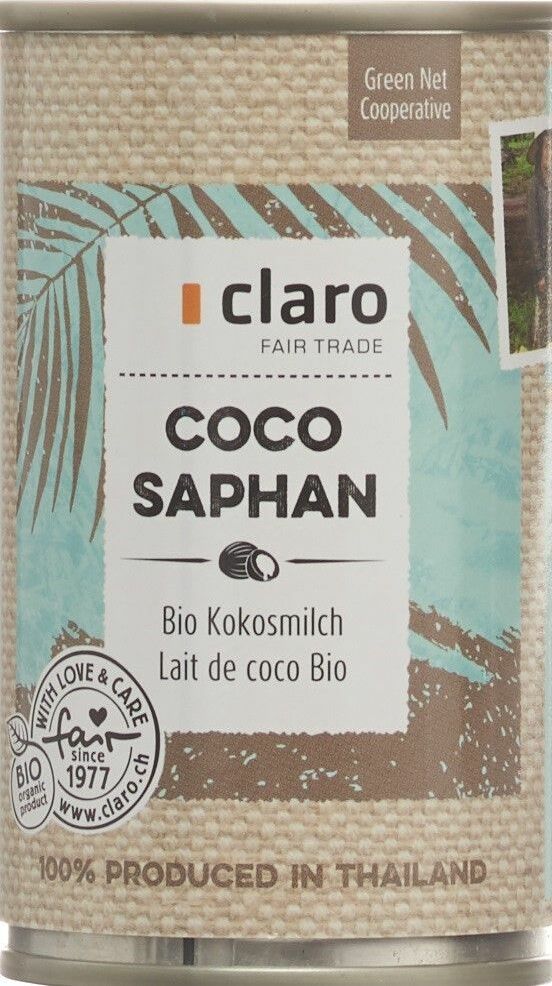 Green Net
Cooperative
claro
FAIR TRADE
COCO
SAPHAN
Bio Kokosmilch
Lait de coco Bio
WITH LOVE & CARE
fair
since
1977
www.claro.ch
BIO
organic
product
100% PRODUCED IN THAILAND